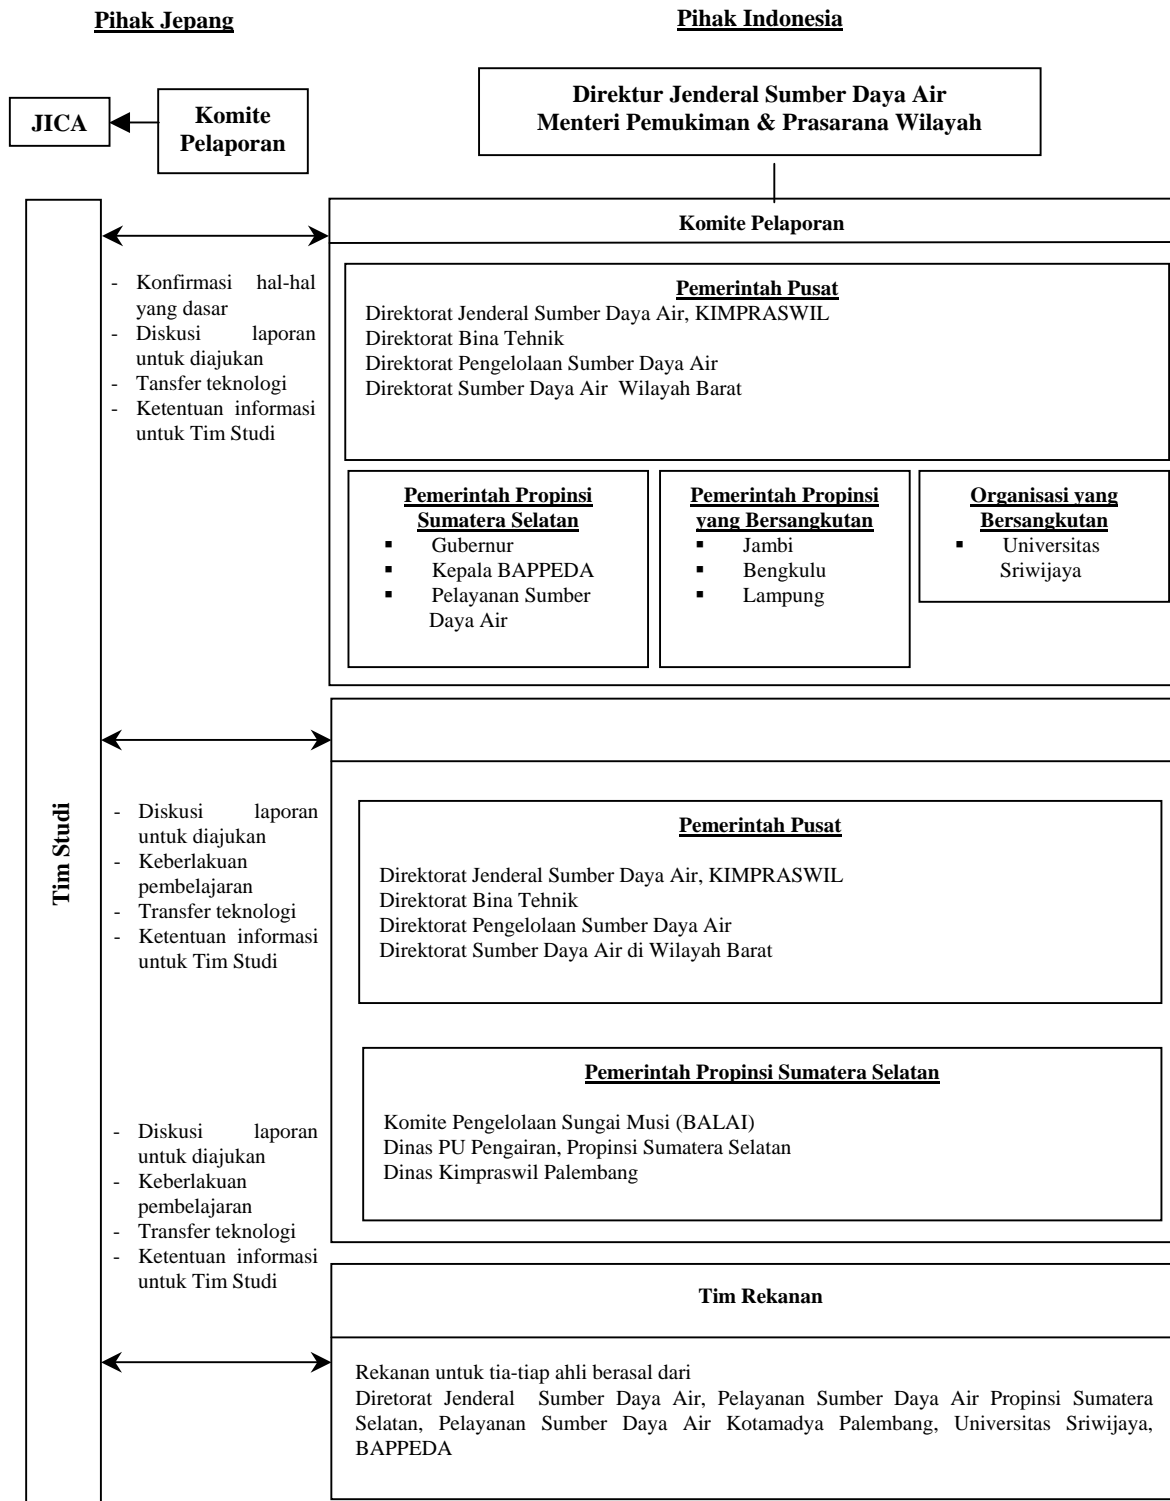 Pihak Jepang
Pihak Indonesia
JICA
Komite
Pelaporan
Direktur Jenderal Sumber Daya Air
Menteri Pemukiman & Prasarana Wilayah
Tim Studi
- Konfirmasi hal-hal
yang dasar
- Diskusi laporan
untuk diajukan
- Tansfer teknologi
- Ketentuan informasi
untuk Tim Studi
Komite Pelaporan
Pemerintah Pusat
Direktorat Jenderal Sumber Daya Air, KIMPRASWIL
Direktorat Bina Tehnik
Direktorat Pengelolaan Sumber Daya Air
Direktorat Sumber Daya Air Wilayah Barat
Pemerintah Propinsi
Sumatera Selatan
▪ Gubernur
▪ Kepala BAPPEDA
▪ Pelayanan Sumber
Daya Air
Pemerintah Propinsi
yang Bersangkutan
▪ Jambi
▪ Bengkulu
▪ Lampung
Organisasi yang
Bersangkutan
▪ Universitas
Sriwijaya
- Diskusi laporan
untuk diajukan
- Keberlakuan
pembelajaran
- Transfer teknologi
- Ketentuan informasi
untuk Tim Studi
Pemerintah Pusat
Direktorat Jenderal Sumber Daya Air, KIMPRASWIL
Direktorat Bina Tehnik
Direktorat Pengelolaan Sumber Daya Air
Direktorat Sumber Daya Air di Wilayah Barat
Pemerintah Propinsi Sumatera Selatan
Komite Pengelolaan Sungai Musi (BALAI)
Dinas PU Pengairan, Propinsi Sumatera Selatan
Dinas Kimpraswil Palembang
- Diskusi laporan
untuk diajukan
- Keberlakuan
pembelajaran
- Transfer teknologi
- Ketentuan informasi
untuk Tim Studi
Tim Rekanan
Rekanan untuk tia-tiap ahli berasal dari
Diretorat Jenderal Sumber Daya Air, Pelayanan Sumber Daya Air Propinsi Sumatera
Selatan, Pelayanan Sumber Daya Air Kotamadya Palembang, Universitas Sriwijaya,
BAPPEDA